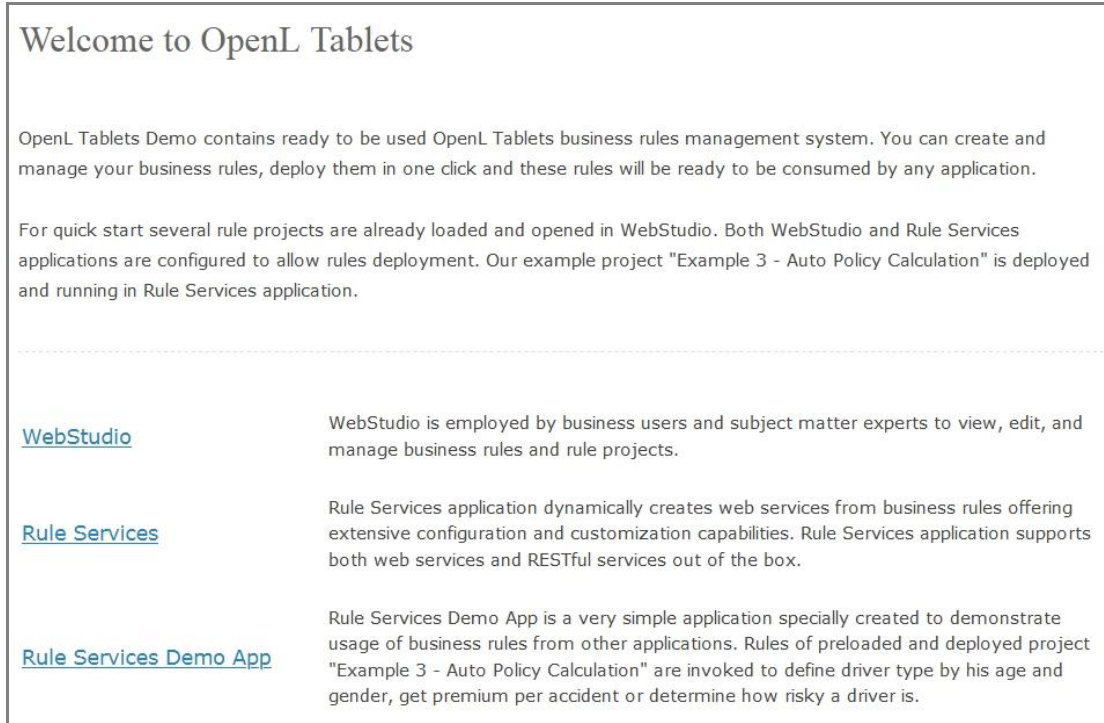 Welcome to OpenL Tablets
OpenL Tablets Demo contains ready to be used OpenL Tablets business rules management system. You can create and
manage your business rules, deploy them in one click and these rules will be ready to be consumed by any application.
For quick start several rule projects are already loaded and opened in WebStudio. Both WebStudio and Rule Services
applications are configured to allow rules deployment. Our example project "Example 3 - Auto Policy Calculation" is deployed
and running in Rule Services application.
WebStudio
WebStudio is employed by business users and subject matter experts to view, edit, and
manage business rules and rule projects.
Rule Services
Rule Services application dynamically creates web services from business rules offering
extensive configuration and customization capabilities. Rule Services application supports
both web services and RESTful services out of the box.
Rule Services Demo App
Rule Services Demo App is a very simple application specially created to demonstrate
usage of business rules from other applications. Rules of preloaded and deployed project
"Example 3 - Auto Policy Calculation" are invoked to define driver type by his age and
gender, get premium per accident or determine how risky a driver is.